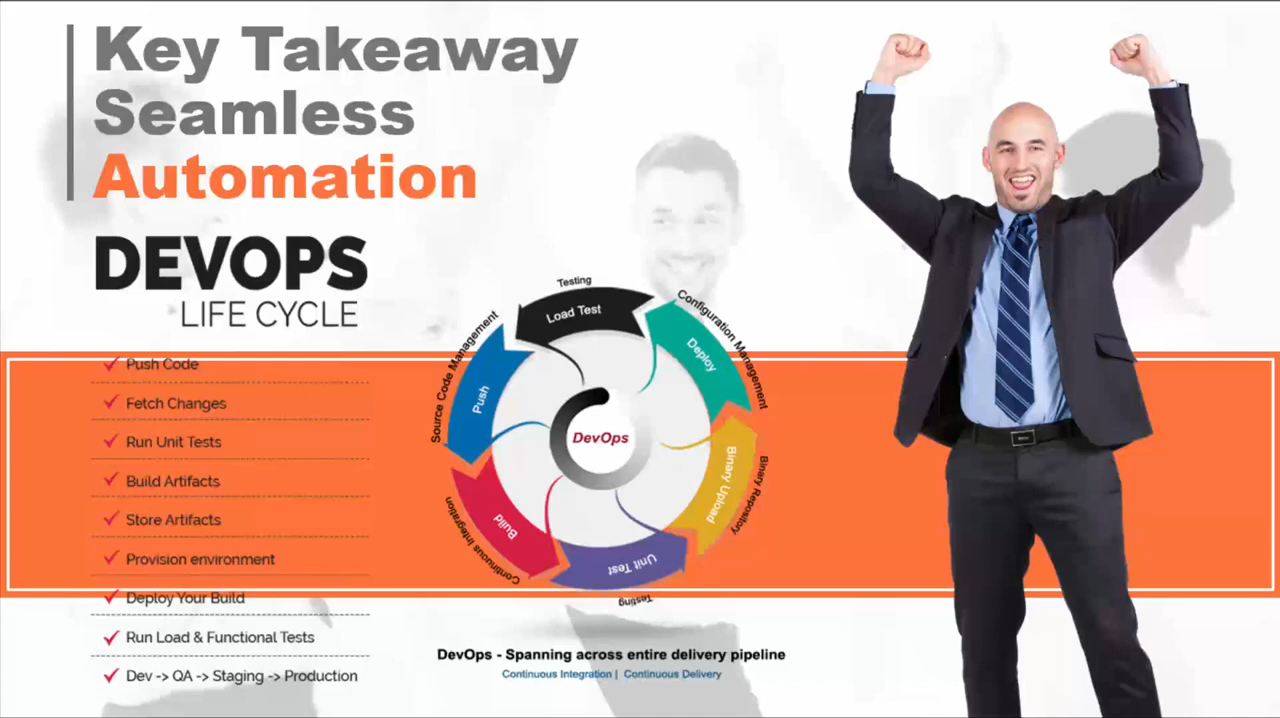 Key Takeaway
Seamless
Automation
DEVOPS
LIFE CYCLE
Push Code
Fetch Changes
Run Unit Tests
Build Artifacts
Store Artifacts
Provision environment
Deploy Your Build
Run Load & Functional Tests
Dev -> QA -> Staging -> Production
Testing
Load Test
Configuration Management
Deploy
Binary Repository
Binary Upload
Unit Test
Testing
Build
Continuous Integration
Push
Source Code Management
DevOps
DevOps - Spanning across entire delivery pipeline
Continuous Integration | Continuous Delivery